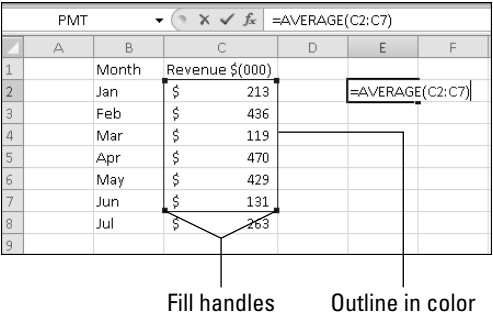 PMT fx =AVERAGE(C2:C7)
A B C D E F
1 Month Revenue $(000)
2 Jan $ 213 =AVERAGE(C2:C7)
3 Feb $ 436
4 Mar $ 119
5 Apr $ 470
6 May $ 429
7 Jun $ 131
8 Jul $ 263
9
Fill handles Outline in color